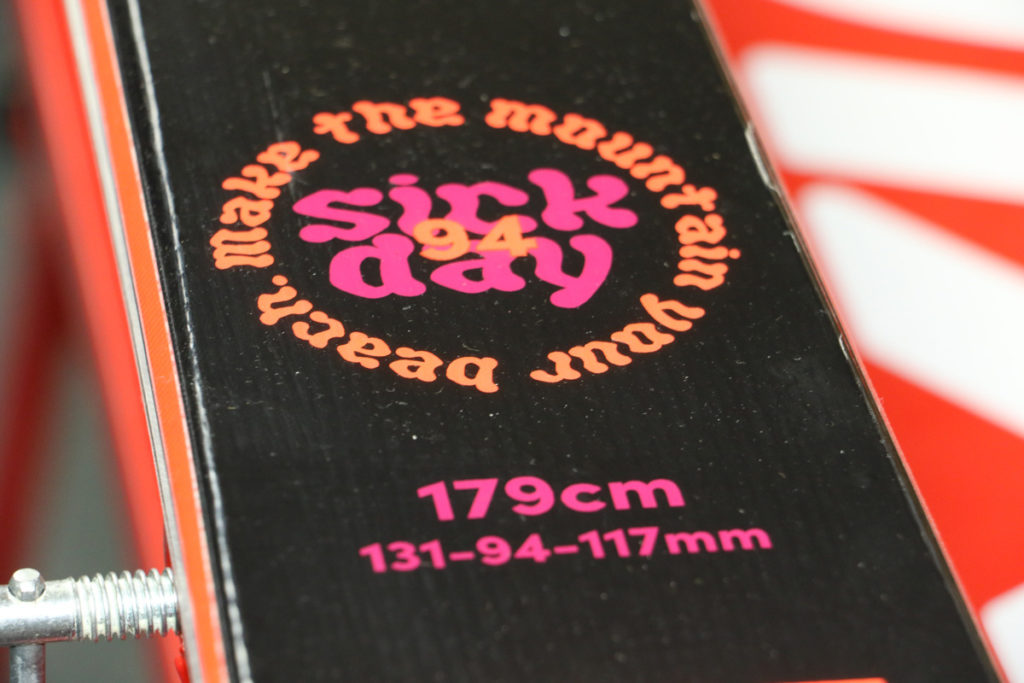 make the mountain your beach.
sick
94
day
179cm
131-94-117mm